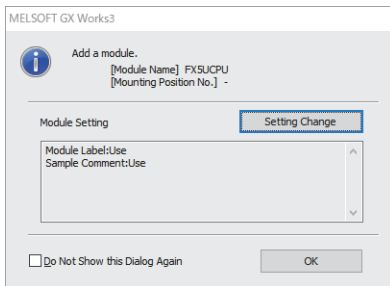 MELSOFT GX Works3
Add a module.
[Module Name] FX5UCPU
[Mounting Position No.] -
Module Setting
Setting Change
Module Label:Use
Sample Comment:Use
Do Not Show this Dialog Again
OK